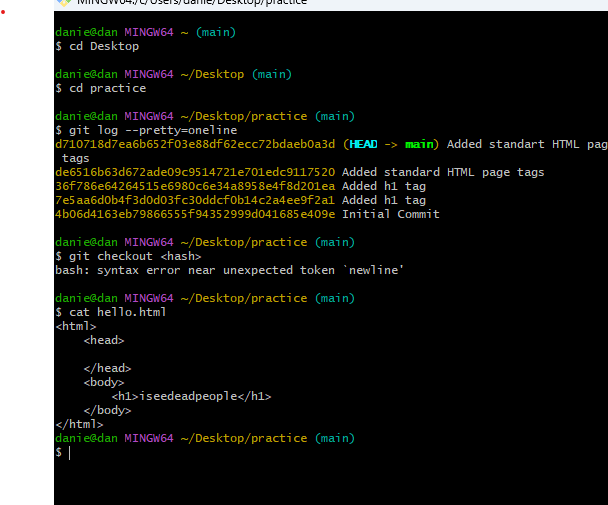 MINGW64:/c/Users/danie/Desktop/practice
danie@dan MINGW64 ~ (main)
$ cd Desktop
danie@dan MINGW64 ~/Desktop (main)
$ cd practice
danie@dan MINGW64 ~/Desktop/practice (main)
$ git log --pretty=oneline
d710718d7ea6b652f03e88df62ecc72bdaeb0a3d (HEAD -> main) Added standart HTML pag
 tags
de6516b63d672ade09c9514721e701edc9117520 Added standard HTML page tags
36f786e64264515e6980c6e34a8958e4f8d201ea Added h1 tag
7e5aa6d0b4f3d0d03fc30ddcf0b14c2a4ee9f2a1 Added h1 tag
4b06d4163eb79866555f94352999d041685e409e Initial Commit
danie@dan MINGW64 ~/Desktop/practice (main)
$ git checkout <hash>
bash: syntax error near unexpected token `newline'
danie@dan MINGW64 ~/Desktop/practice (main)
$ cat hello.html
<html>
    <head>
    </head>
    <body>
        <h1>iseedeadpeople</h1>
    </body>
</html>
danie@dan MINGW64 ~/Desktop/practice (main)
$